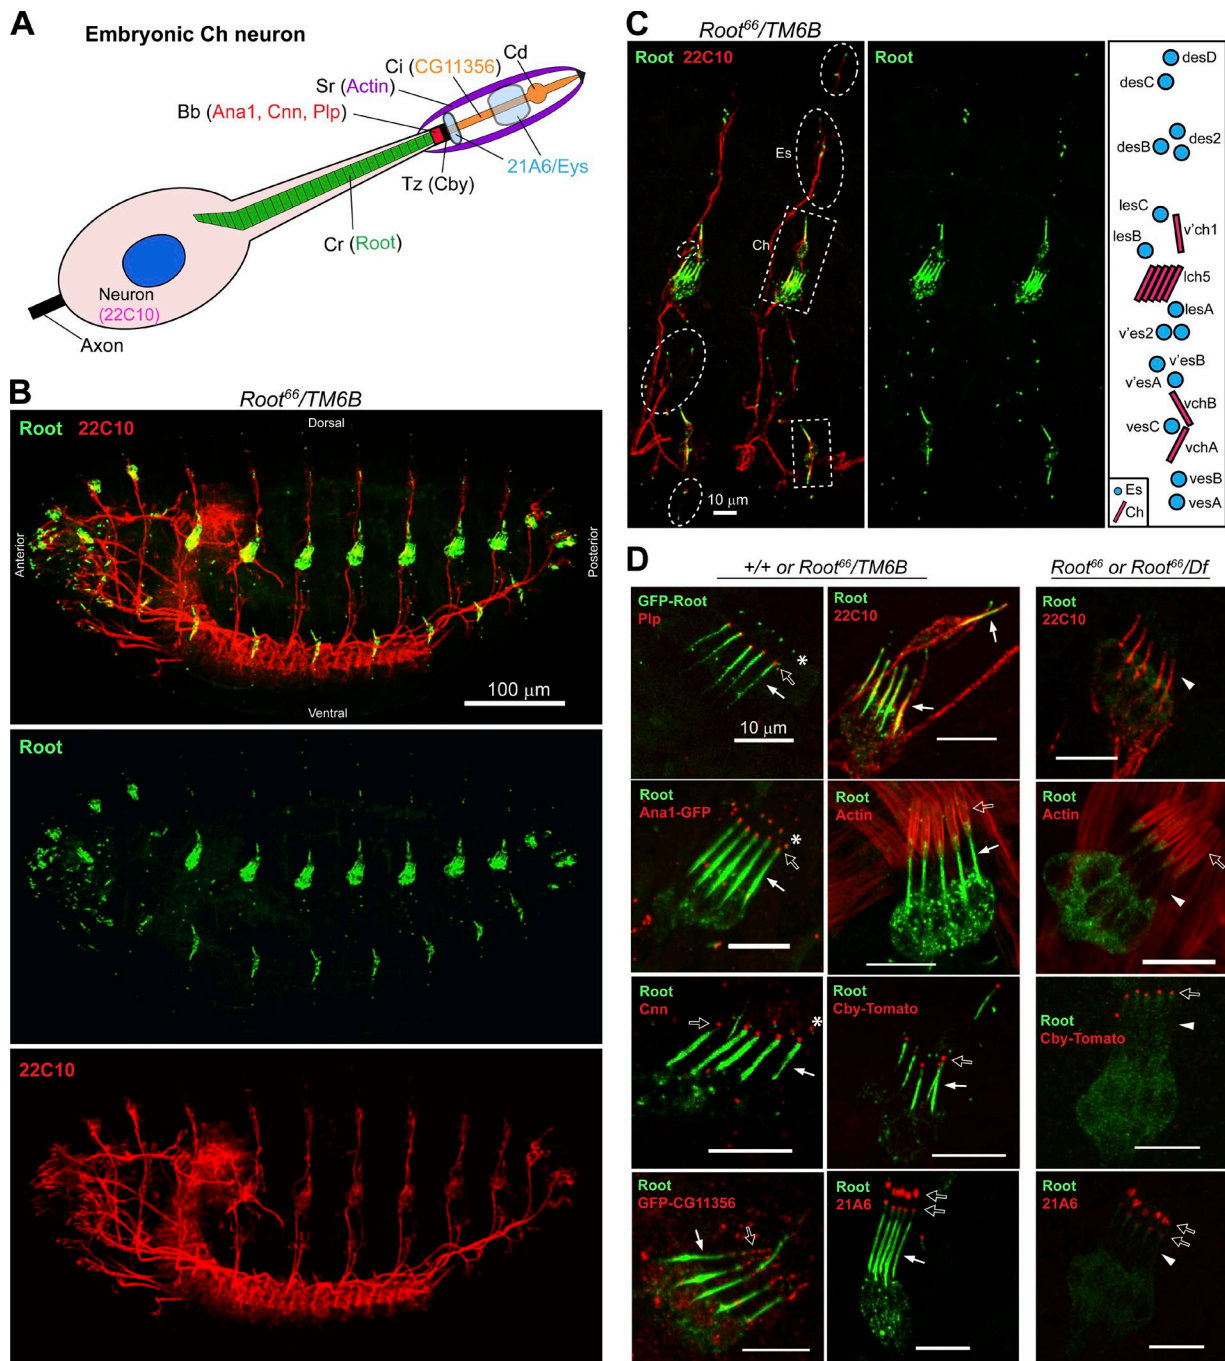 A
Embryonic Ch neuron
Cd
Ci (CG11356
Sr (Actin)
Bb (Ana1, Cnn, Plp)
21A6/Eys
Tz (Cby)
Cr (Root)
Neuron
(22C10)
Axon
B
Root66/TM6B
Root 22C10
Dorsal
Anterior
Posterior
100 µm
Ventral
Root
22C10
C
Root66/TM6B
Root 22C10
Root
Es
Ch
10 µm
desD
desC
des2
desB
lesC
v'ch1
lesB
lch5
lesA
v'es2
v'esB
v'esA
vchB
vesC
vchA
vesB
vesA
Es
Ch
D
+/+ or Root66/TM6B
Root66 or Root66/Df
GFP-Root
Plp
*
10 µm
Root
22C10
Root
22C10
Root
Ana1-GFP
*
Root
Actin
Root
Actin
Root
Cnn
*
Root
Cby-Tomato
Root
Cby-Tomato
Root
GFP-CG11356
Root
21A6
Root
21A6